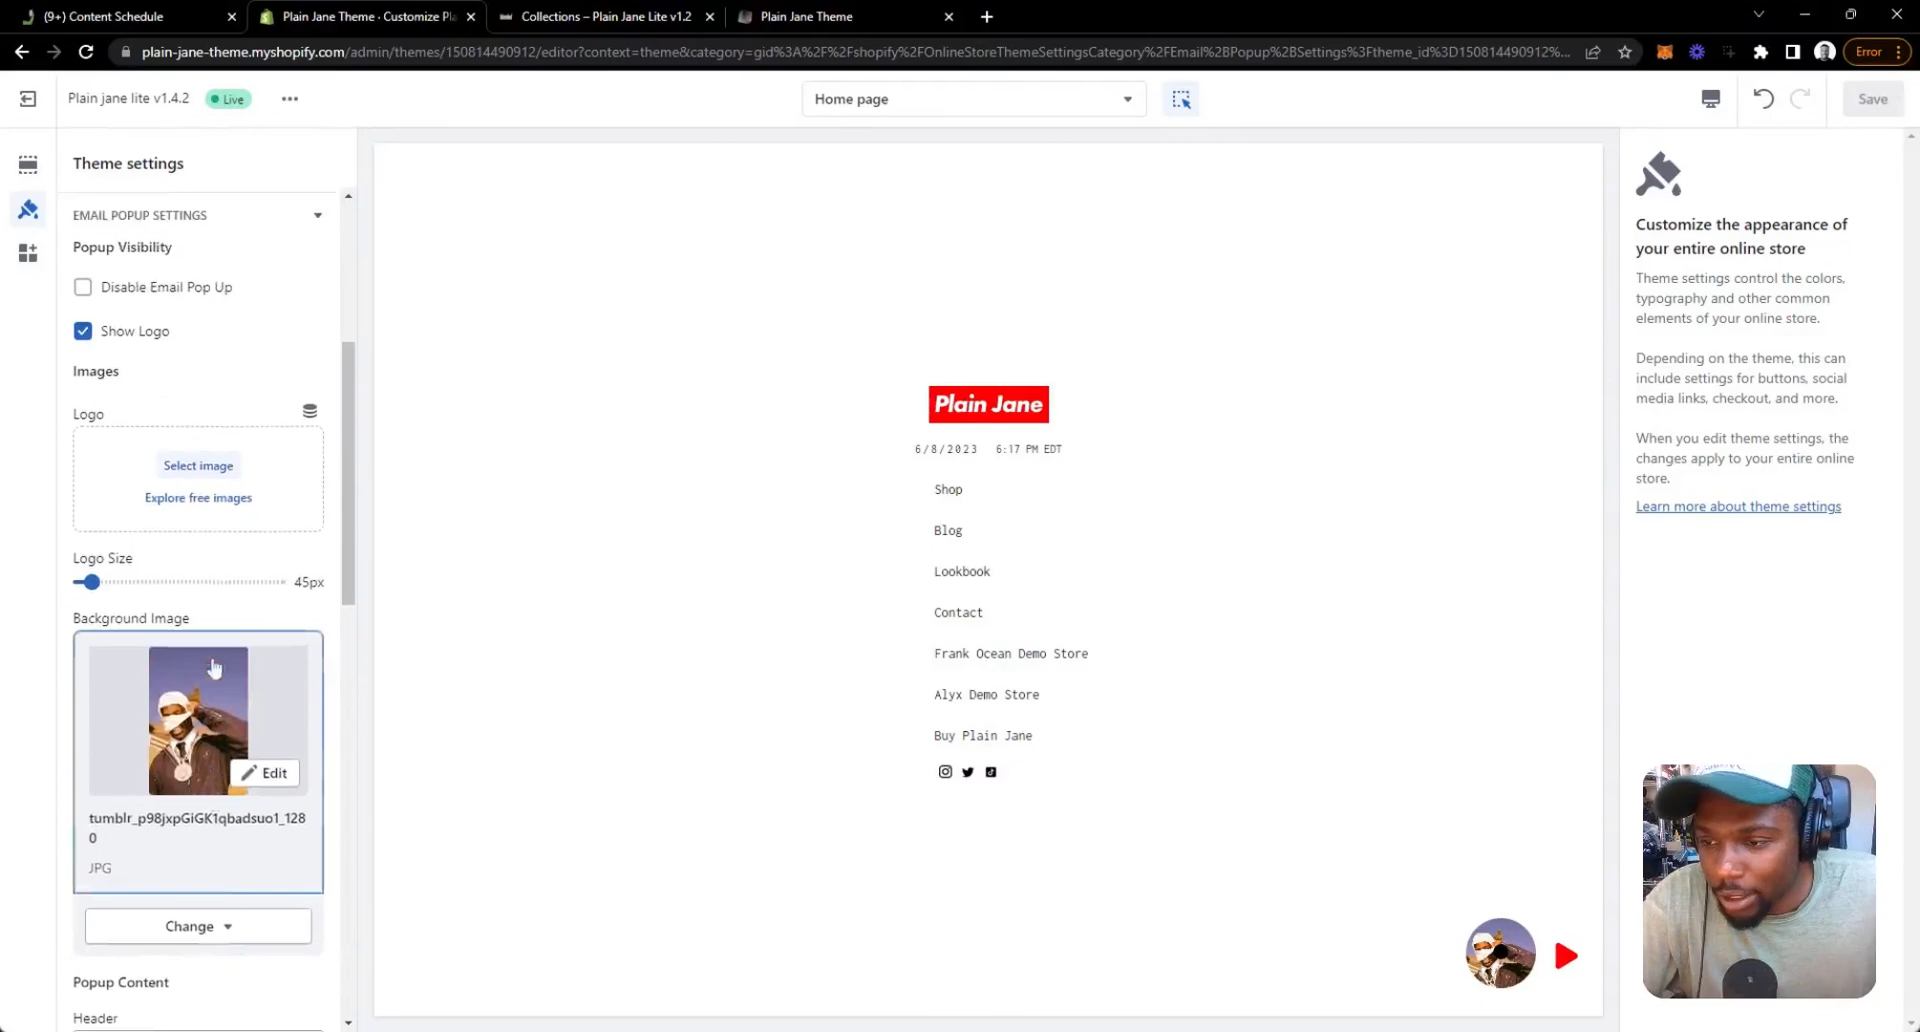 (9+) Content Schedule
Plain Jane Theme · Customize Pla
Collections – Plain Jane Lite v1.2
Plain Jane Theme
plain-jane-theme.myshopify.com/admin/themes/150814490912/editor?context=theme&category=gid%3A%2F%2Fshopify%2FOnlineStoreThemeSettingsCategory%2FEmail%2BPopup%2BSettings%3Ftheme_id%3D150814490912%...
Error
Plain jane lite v1.4.2
Live
Home page
Save
Theme settings
EMAIL POPUP SETTINGS
Popup Visibility
Disable Email Pop Up
Show Logo
Images
Logo
Select image
Explore free images
Logo Size
45px
Background Image
Edit
tumblr_p98jxpGiGK1qbadsuo1_128
0
JPG
Change
Popup Content
Header
Plain Jane
6/8/2023 6:17 PM EDT
Shop
Blog
Lookbook
Contact
Frank Ocean Demo Store
Alyx Demo Store
Buy Plain Jane
Customize the appearance of
your entire online store
Theme settings control the colors,
typography and other common
elements of your online store.
Depending on the theme, this can
include settings for buttons, social
media links, checkout, and more.
When you edit theme settings, the
changes apply to your entire online
store.
Learn more about theme settings